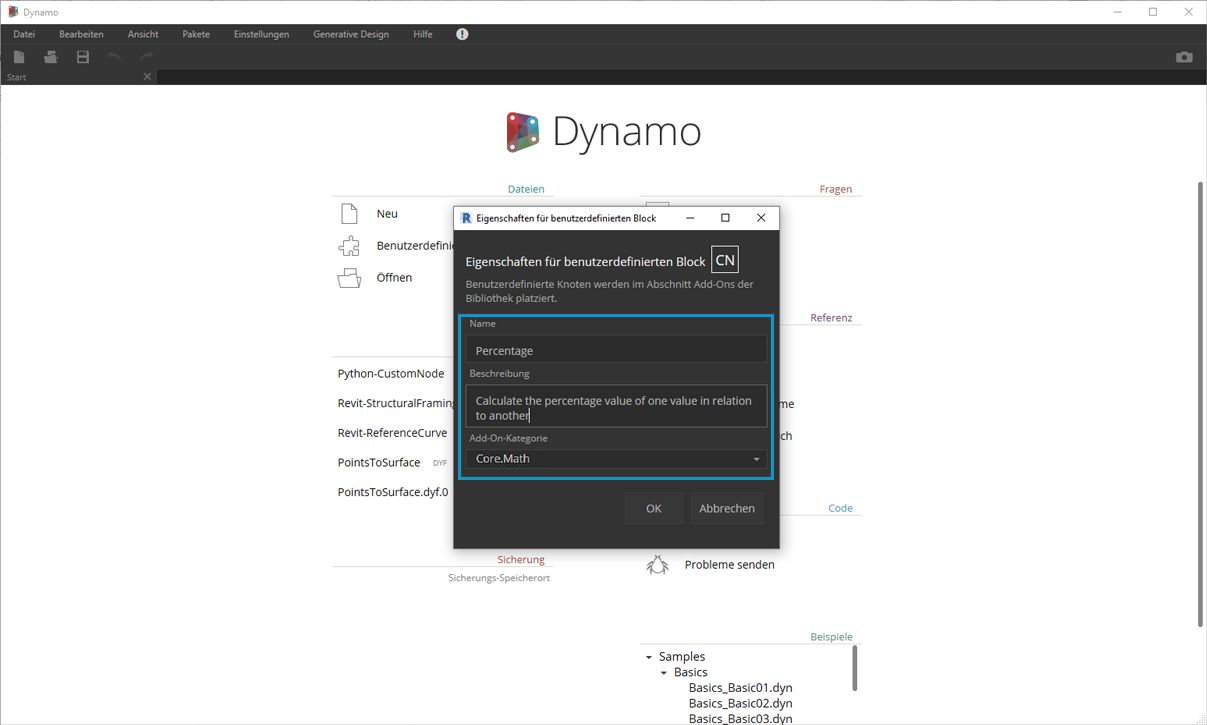 Dynamo
Datei Bearbeiten Ansicht Pakete Einstellungen Generative Design Hilfe
Start
Dynamo
Dateien
Neu
Öffnen
Python-CustomNode
Revit-StructuralFraming
Revit-ReferenceCurve
PointsToSurface DYF
PointsToSurface.dyf.0
Sicherung
Sicherungs-Speicherort
Eigenschaften für benutzerdefinierten Block
Eigenschaften für benutzerdefinierten Block CN
Benutzerdefinierte Knoten werden im Abschnitt Add-Ons der
Bibliothek platziert.
Name
Percentage
Beschreibung
Calculate the percentage value of one value in relation
to another
Add-On-Kategorie
Core.Math
OK Abbrechen
Fragen
Referenz
Code
Probleme senden
Beispiele
Samples
Basics
Basics_Basic01.dyn
Basics_Basic02.dyn
Basics_Basic03.dyn